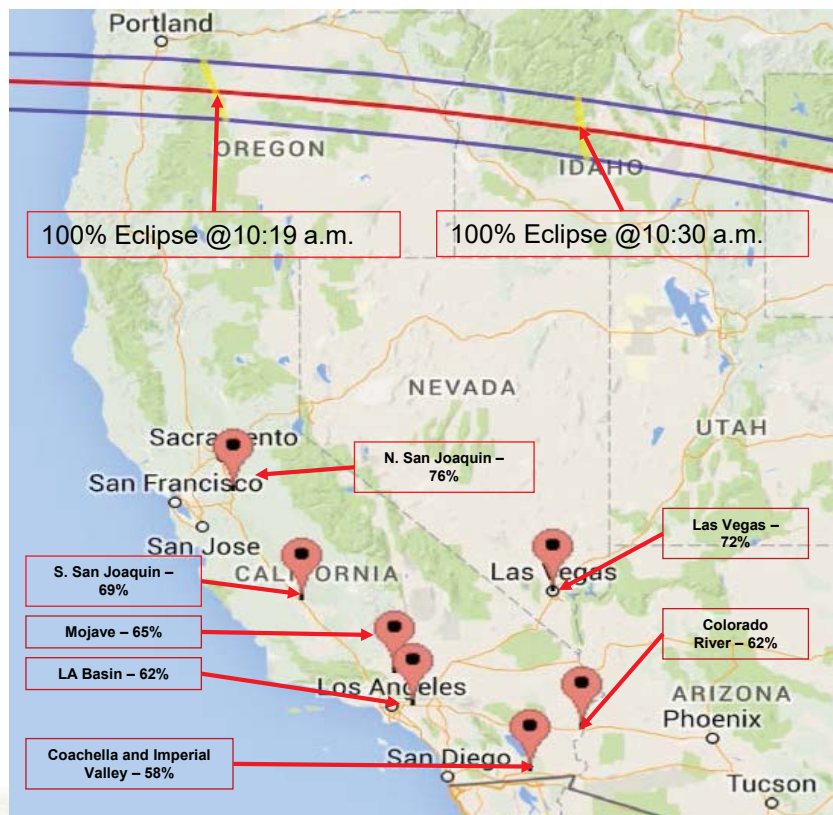 Portland
OREGON
IDAHO
100% Eclipse @10:19 a.m.
100% Eclipse @10:30 a.m.
NEVADA
UTAH
Sacramento
N. San Joaquin –
76%
San Francisco
San Jose
Las Vegas –
72%
S. San Joaquin –
69%
CALIFORNIA
Las Vegas
Mojave – 65%
Colorado
River – 62%
LA Basin – 62%
Los Angeles
ARIZONA
Phoenix
Coachella and Imperial
Valley – 58%
San Diego
Tucson